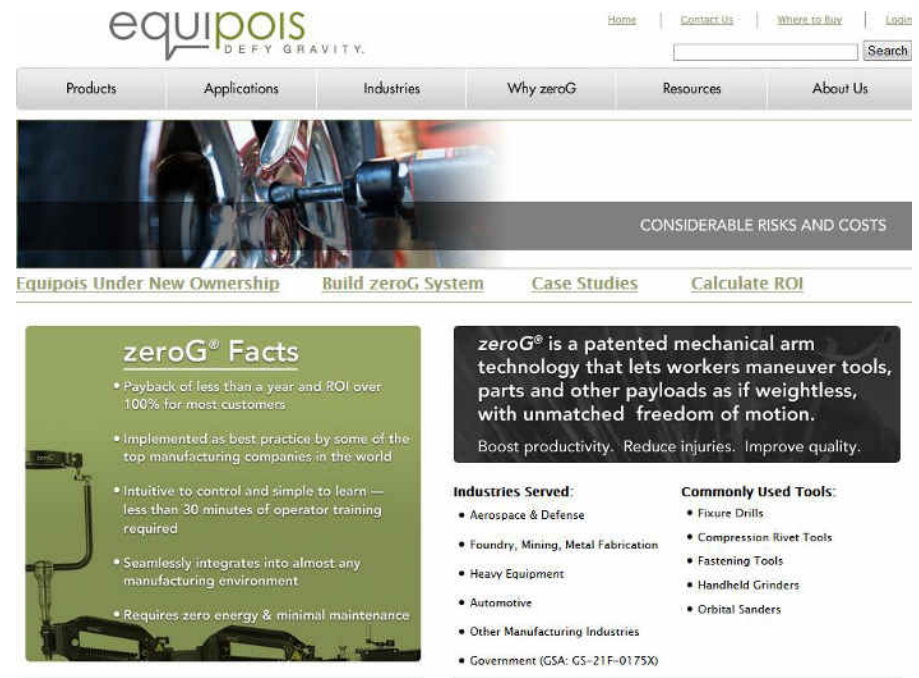 equipois
DEFY GRAVITY.
Home | Contact Us | Where to Buy | Login
Search
Products
Applications
Industries
Why zeroG
Resources
About Us
CONSIDERABLE RISKS AND COSTS
Equipois Under New Ownership
Build zeroG System
Case Studies
Calculate ROI
zeroG® Facts
• Payback of less than a year and ROI over
100% for most customers
• Implemented as best practice by some of the
top manufacturing companies in the world
• Intuitive to control and simple to learn —
less than 30 minutes of operator training
required
• Seamlessly integrates into almost any
manufacturing environment
• Requires zero energy & minimal maintenance
zeroG® is a patented mechanical arm
technology that lets workers maneuver tools,
parts and other payloads as if weightless,
with unmatched freedom of motion.
Boost productivity. Reduce injuries. Improve quality.
Industries Served:
• Aerospace & Defense
• Foundry, Mining, Metal Fabrication
• Heavy Equipment
• Automotive
• Other Manufacturing Industries
• Government (GSA: GS-21F-0175X)
Commonly Used Tools:
• Fixure Drills
• Compression Rivet Tools
• Fastening Tools
• Handheld Grinders
• Orbital Sanders